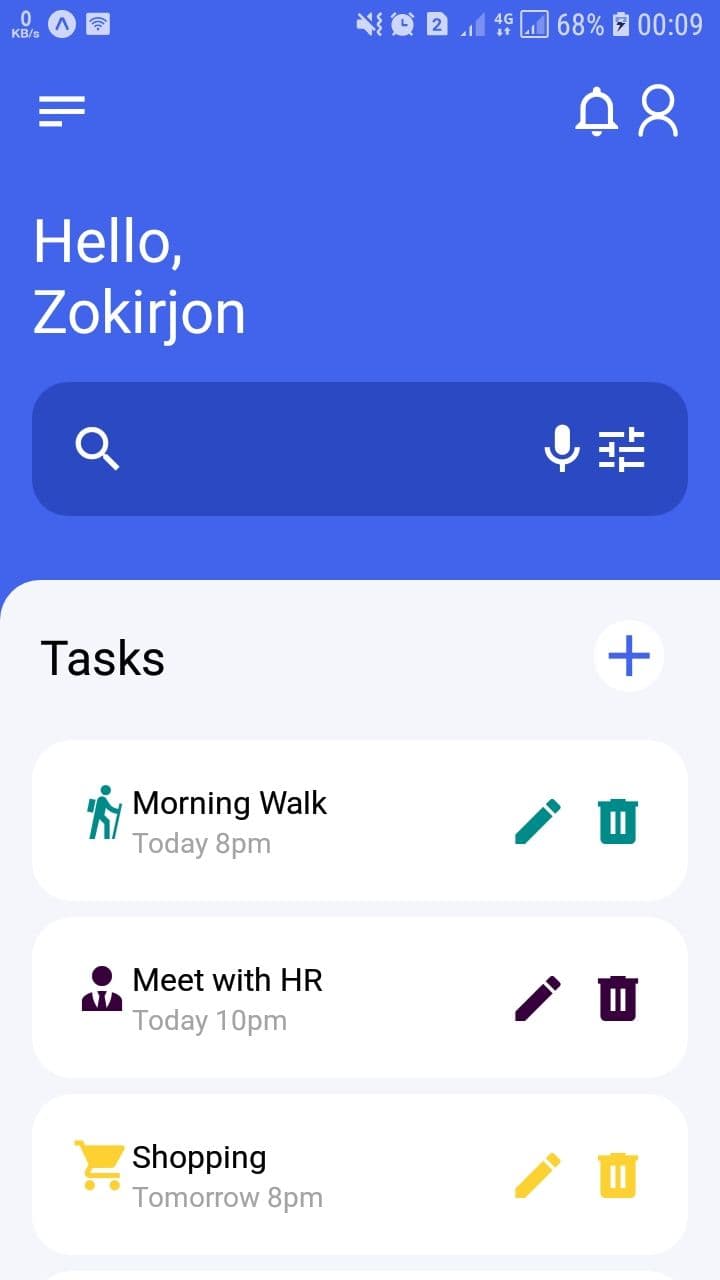 0
KB/s
2
4G
68%
00:09
Hello,
Zokirjon
Tasks
Morning Walk
Today 8pm
Meet with HR
Today 10pm
Shopping
Tomorrow 8pm